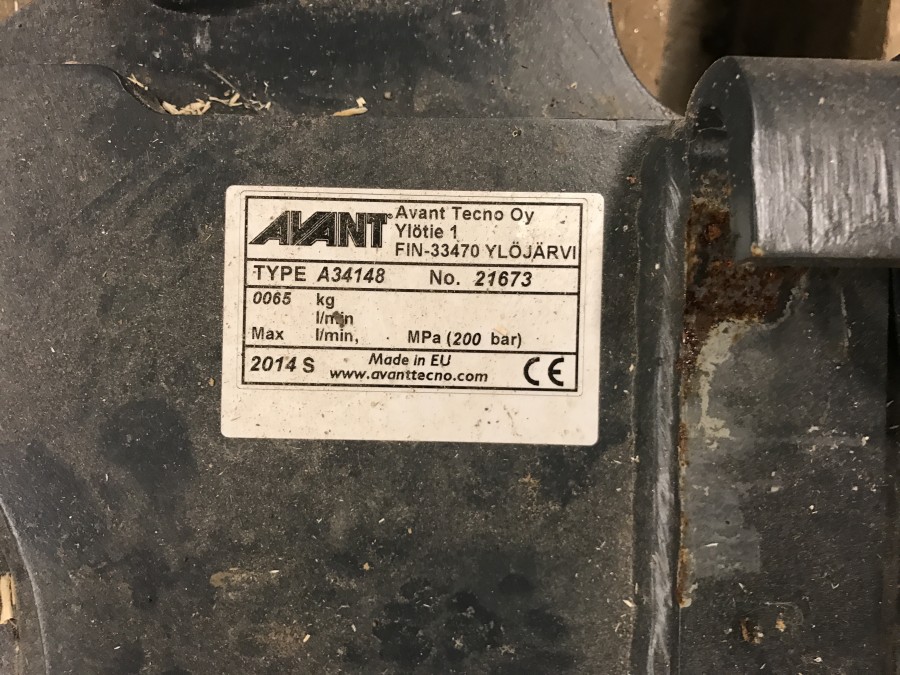 AVANT
Avant Tecno Oy
Ylötie 1
FIN-33470 YLÖJÄRVI
TYPE A34148 No. 21673
0065 kg
l/min
Max l/min, MPa (200 bar)
2014 S Made in EU
www.avanttecno.com CE